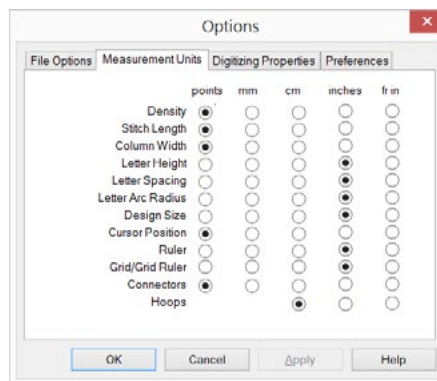 Options
File Options Measurement Units Digitizing Properties Preferences
points mm cm inches fr in
Density
Stitch Length
Column Width
Letter Height
Letter Spacing
Letter Arc Radius
Design Size
Cursor Position
Ruler
Grid/Grid Ruler
Connectors
Hoops
OK Cancel Apply Help